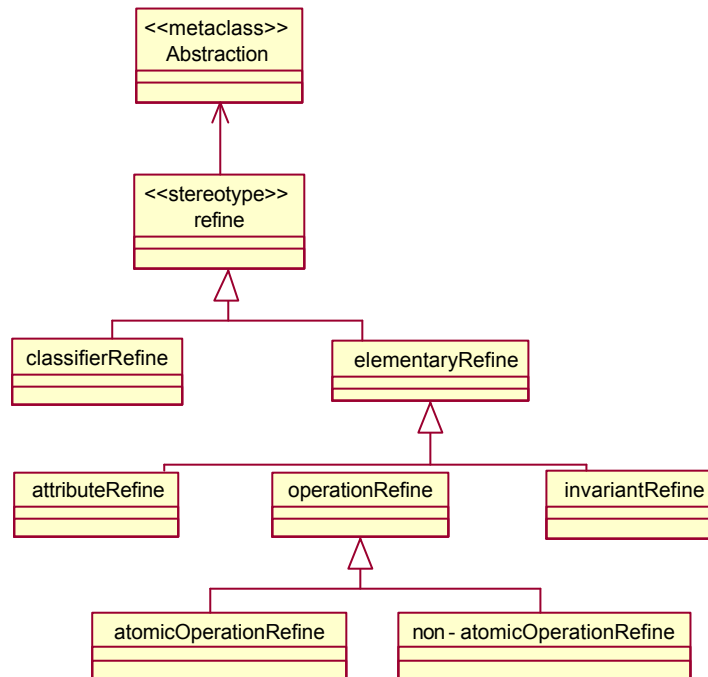 <<metaclass>>
Abstraction
<<stereotype>>
refine
classifierRefine
elementaryRefine
attributeRefine
operationRefine
invariantRefine
atomicOperationRefine
non - atomicOperationRefine